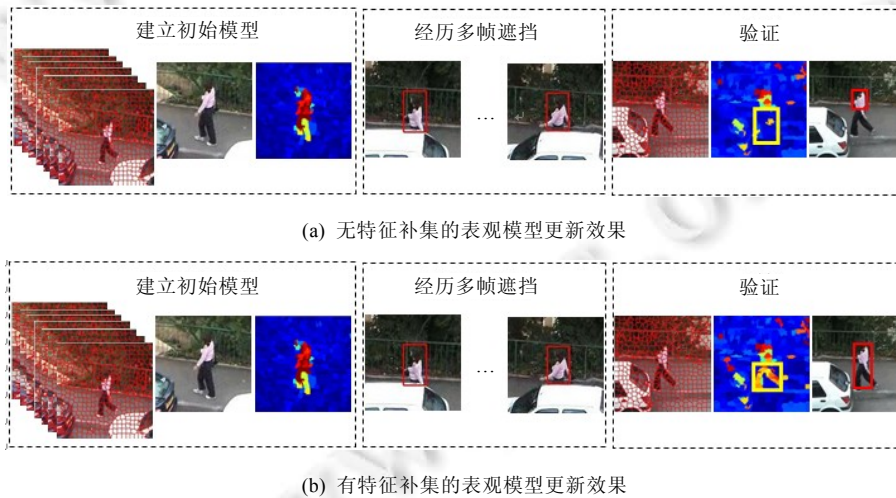 建立初始模型 经历多帧遮挡 验证
…
(a) 无特征补集的表观模型更新效果
建立初始模型 经历多帧遮挡 验证
…
(b) 有特征补集的表观模型更新效果